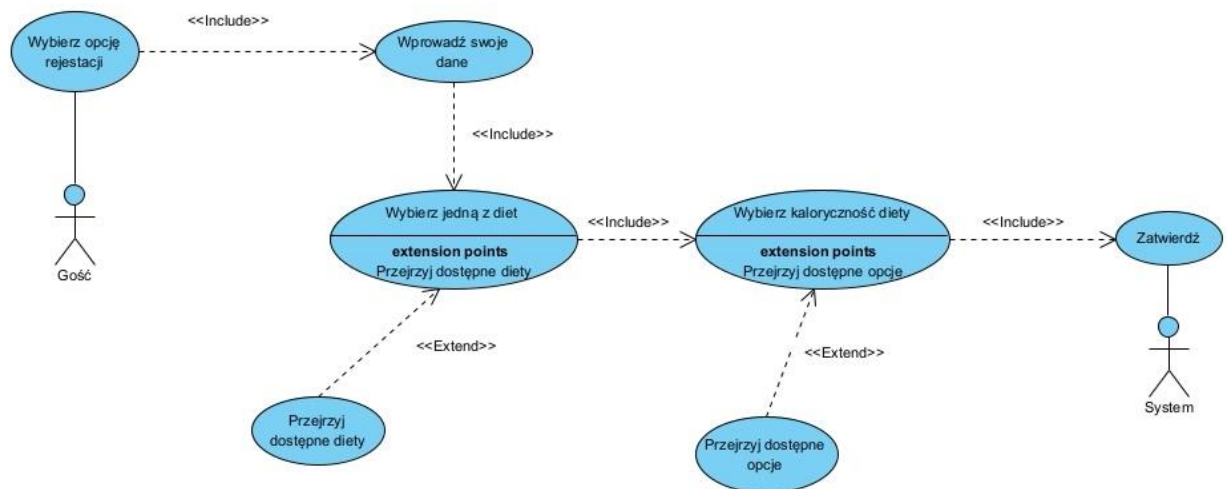 <<Include>>
Wybierz opcję
rejestacji
Wprowadź swoje
dane
<<Include>>
Wybierz jedną z diet
extension points
Przejrzyj dostępne diety
<<Include>>
Wybierz kaloryczność diety
extension points
Przejrzyj dostępne opcje
<<Include>>
Zatwierdź
Gość
<<Extend>>
<<Extend>>
System
Przejrzyj
dostępne diety
Przejrzyj dostępne
opcje